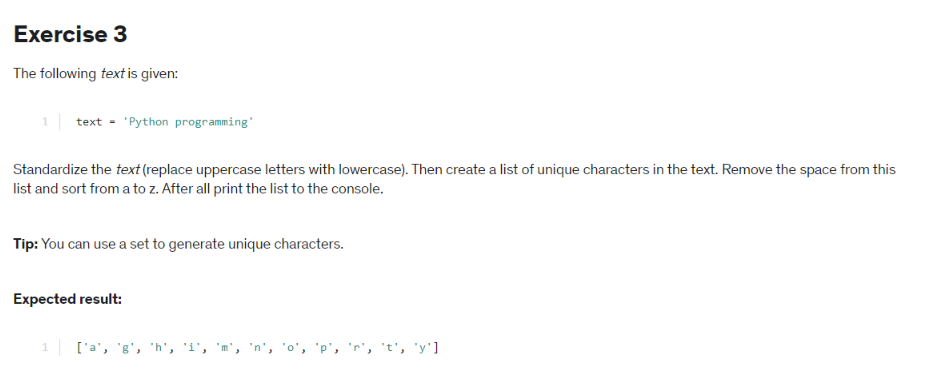 Exercise 3
The following text is given:
1 text = 'Python programming'
Standardize the text (replace uppercase letters with lowercase). Then create a list of unique characters in the text. Remove the space from this
list and sort from a to z. After all print the list to the console.
Tip: You can use a set to generate unique characters.
Expected result:
1 ['a', 'g', 'h', 'i', 'm', 'n', 'o', 'p', 'r', 't', 'y']